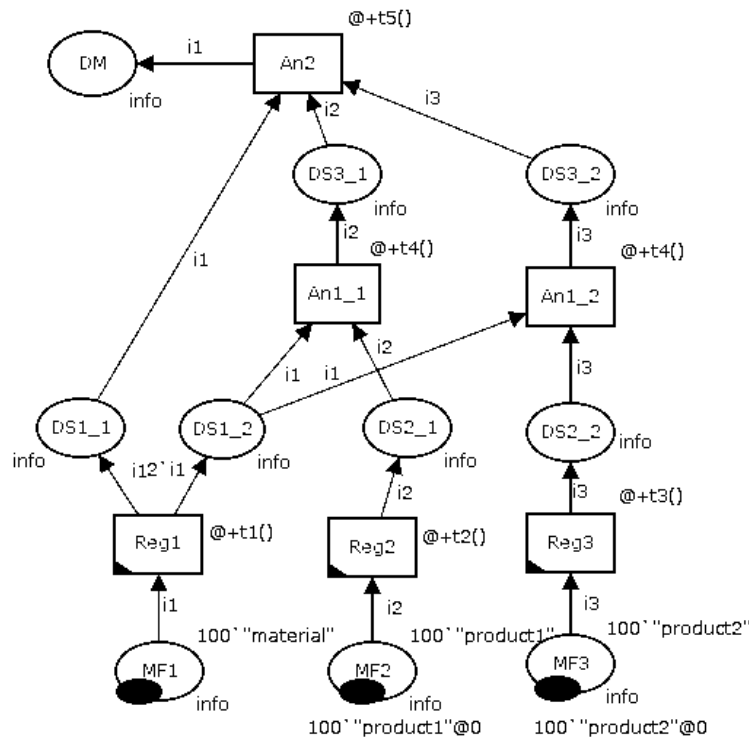 @+t5()
DM
i1
An2
info
i2
i3
DS3_1
DS3_2
info
info
i2
i3
@+t4()
@+t4()
i1
An1_1
An1_2
i2
i1
i1
i3
DS1_1
DS1_2
DS2_1
DS2_2
info
info
info
info
i1
2`i1
i2
i3
@+t3()
Reg1
@+t1()
Reg2
@+t2()
Reg3
i1
i2
i3
100`"material"
100`"product1"
100`"product2"
MF1
MF2
MF3
info
info
info
100`"product1"@0
100`"product2"@0